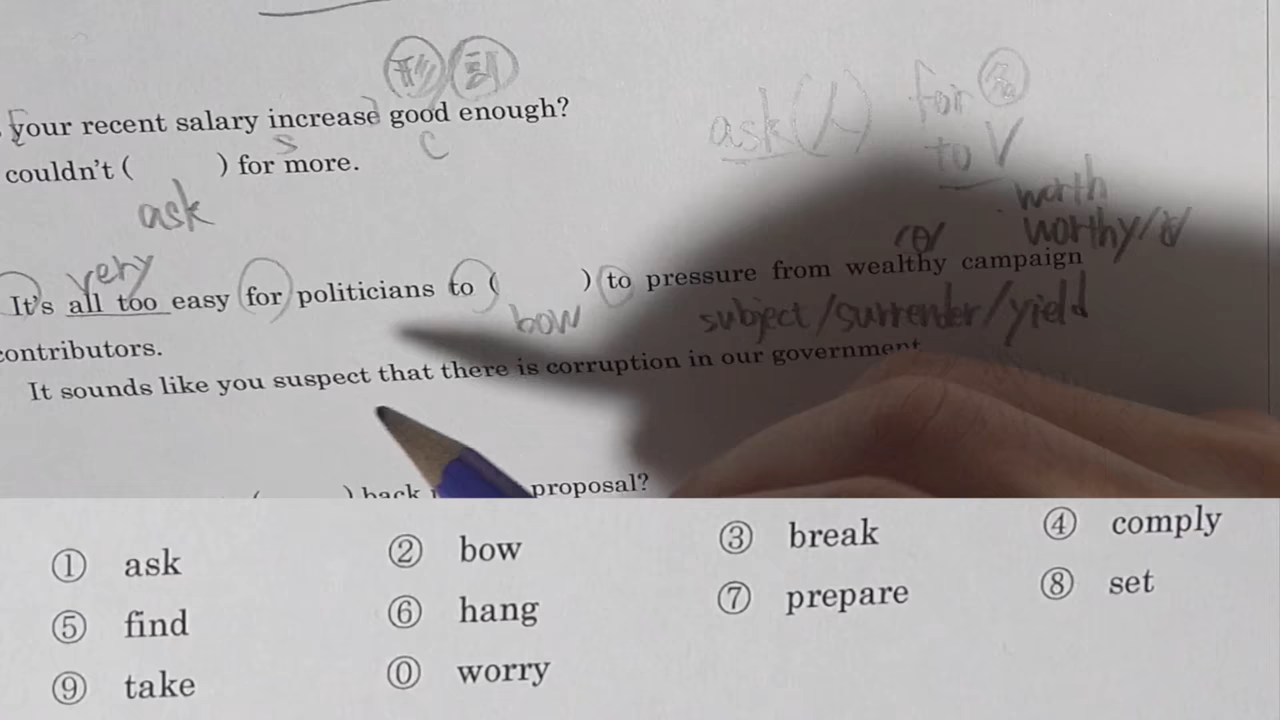 形 副
your recent salary increase good enough?
S C
ask(人) for 名
to V
couldn't ( ) for more.
ask
worth
worthy/
very
It's all too easy for politicians to ( ) to pressure from wealthy campaign
bow subject/surrender/yield
contributors.
It sounds like you suspect that there is corruption in our government
( ) back proposal?
① ask ② bow ③ break ④ comply
⑤ find ⑥ hang ⑦ prepare ⑧ set
⑨ take ⓪ worry